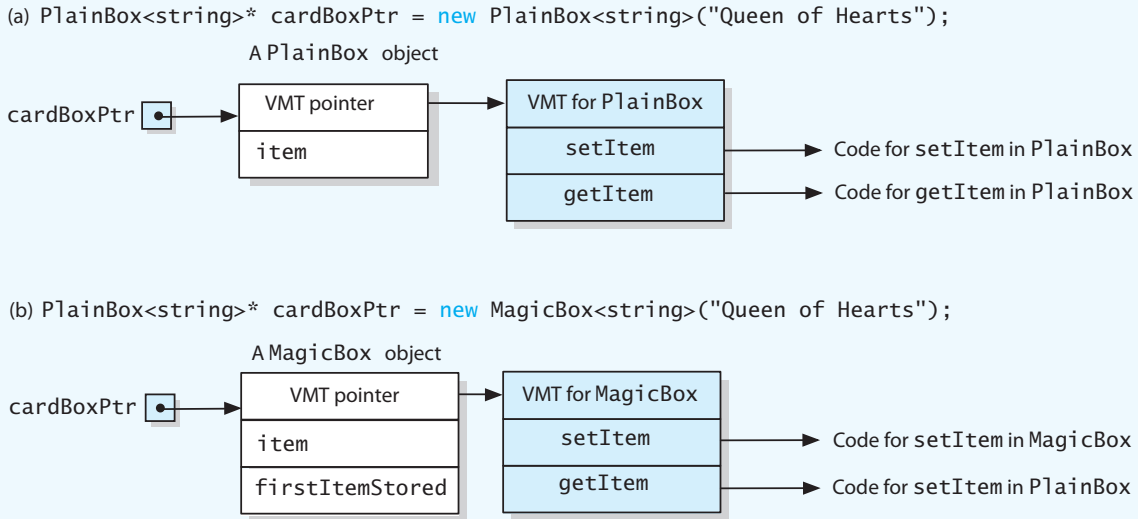 (a) PlainBox<string>* cardBoxPtr = new PlainBox<string>("Queen of Hearts");
A PlainBox object
cardBoxPtr
VMT pointer
item
VMT for PlainBox
setItem
getItem
Code for setItem in PlainBox
Code for getItem in PlainBox
(b) PlainBox<string>* cardBoxPtr = new MagicBox<string>("Queen of Hearts");
A MagicBox object
cardBoxPtr
VMT pointer
item
firstItemStored
VMT for MagicBox
setItem
getItem
Code for setItem in MagicBox
Code for setItem in PlainBox